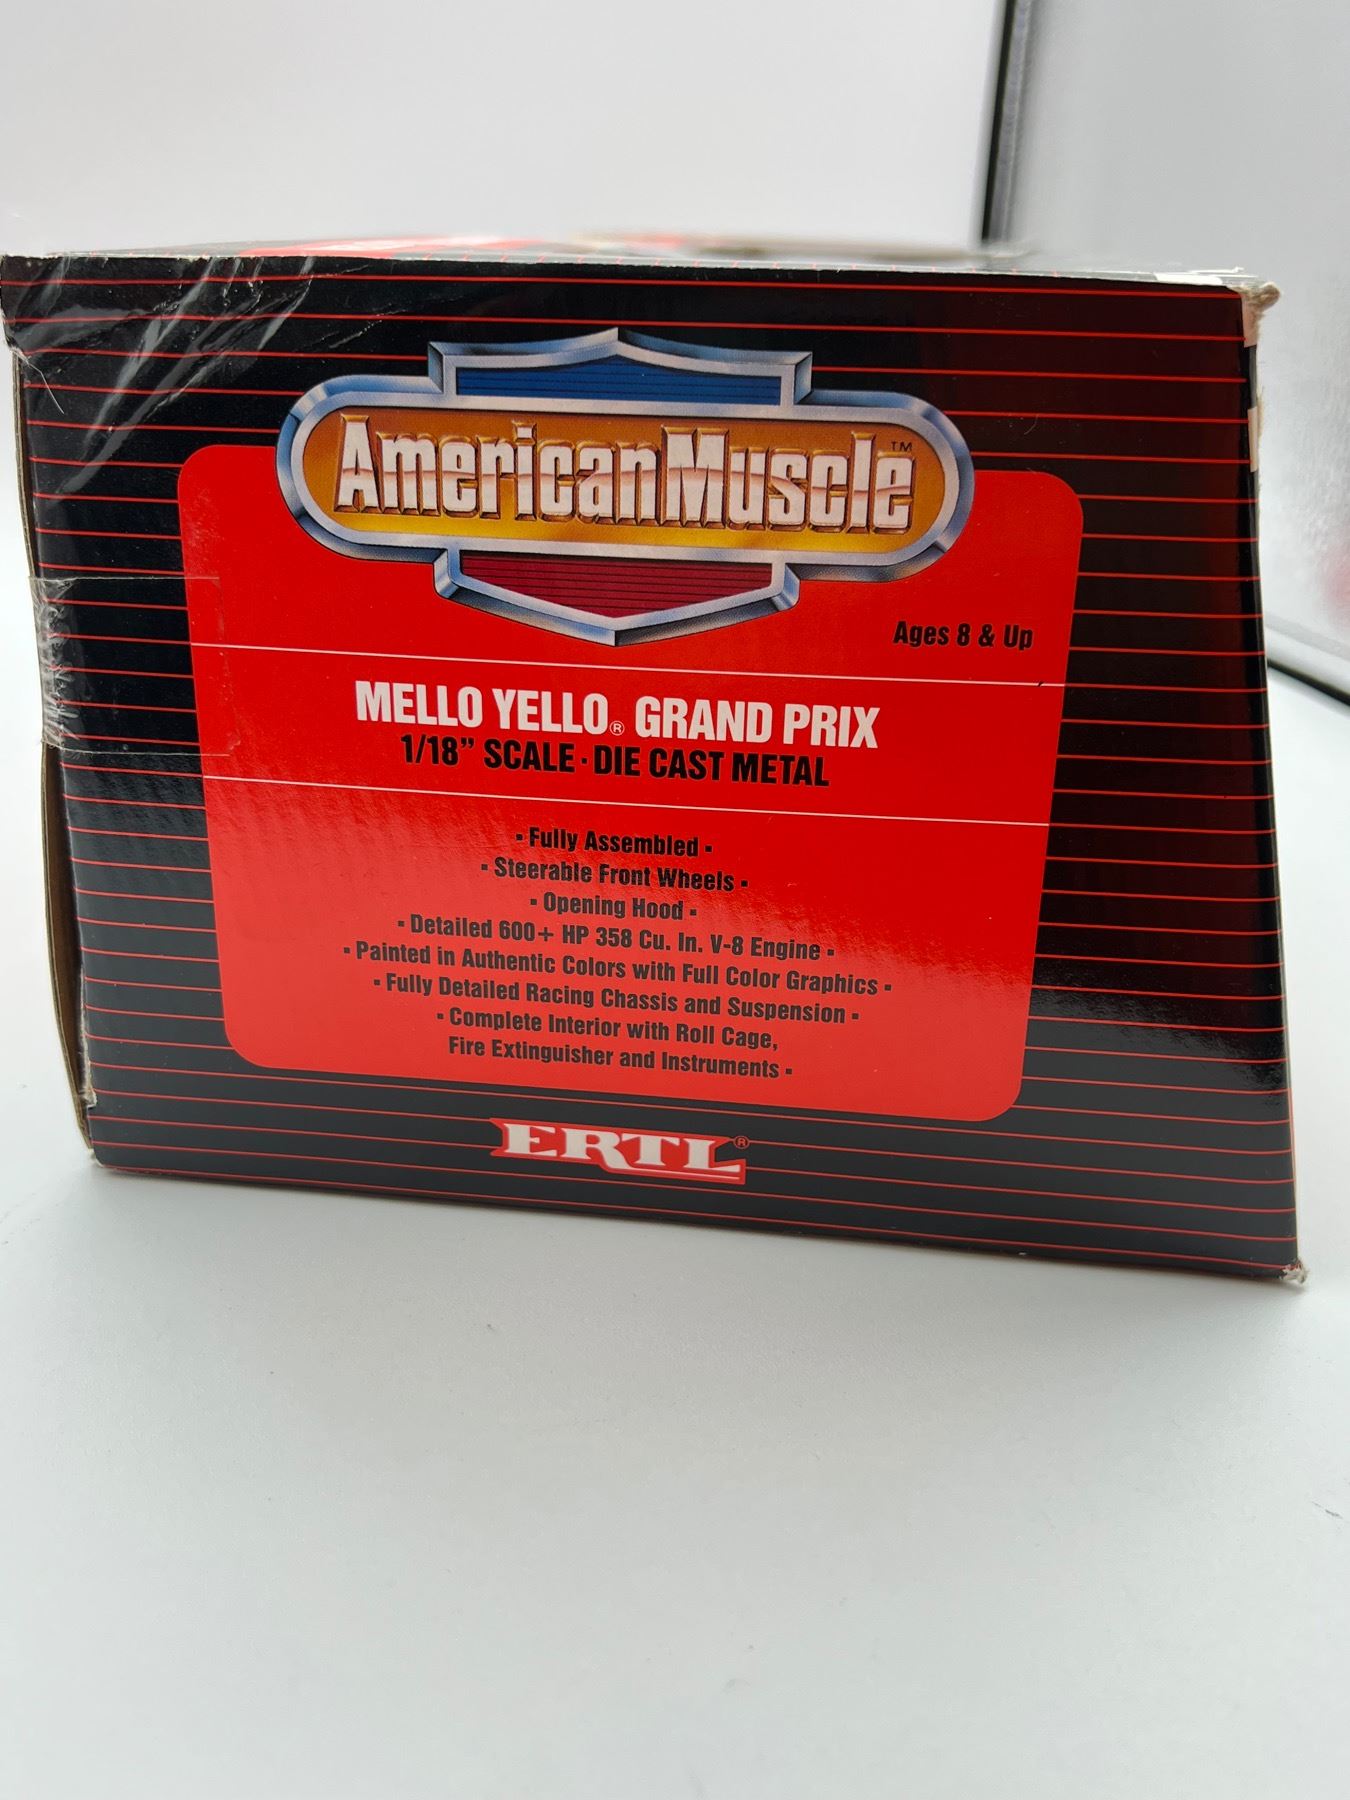 AmericanMuscle™
Ages 8 & Up
MELLO YELLO® GRAND PRIX
1/18” SCALE · DIE CAST METAL
▪ Fully Assembled ▪
▪ Steerable Front Wheels ▪
▪ Opening Hood ▪
▪ Detailed 600+ HP 358 Cu. In. V-8 Engine ▪
▪ Painted in Authentic Colors with Full Color Graphics ▪
▪ Fully Detailed Racing Chassis and Suspension ▪
▪ Complete Interior with Roll Cage,
Fire Extinguisher and Instruments ▪
ERTL®